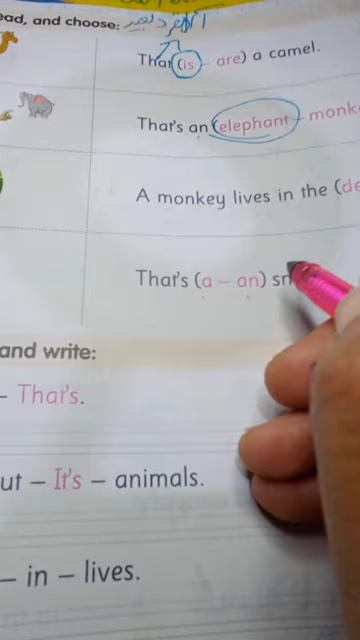 ead, and choose:
That (is – are) a camel.
That's an (elephant – monk
A monkey lives in the (de
That's (a – an) sn
and write:
– That's.
ut – It's – animals.
– in – lives.